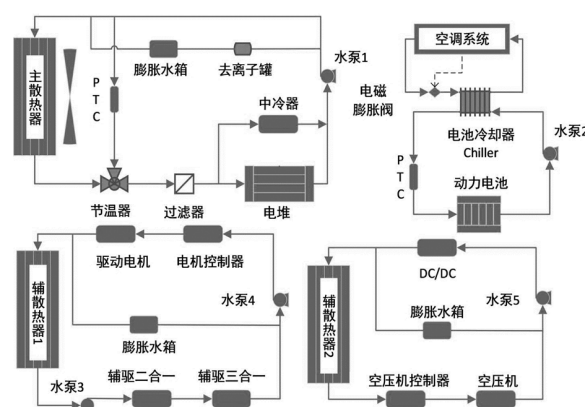 主散热器
PTC
膨胀水箱
去离子罐
水泵1
中冷器
节温器
过滤器
电堆
空调系统
电磁
膨胀阀
电池冷却器
Chiller
水泵2
PTC
动力电池
驱动电机
电机控制器
辅散热器1
水泵4
膨胀水箱
水泵3
辅驱二合一
辅驱三合一
DC/DC
辅散热器2
水泵5
膨胀水箱
空压机控制器
空压机